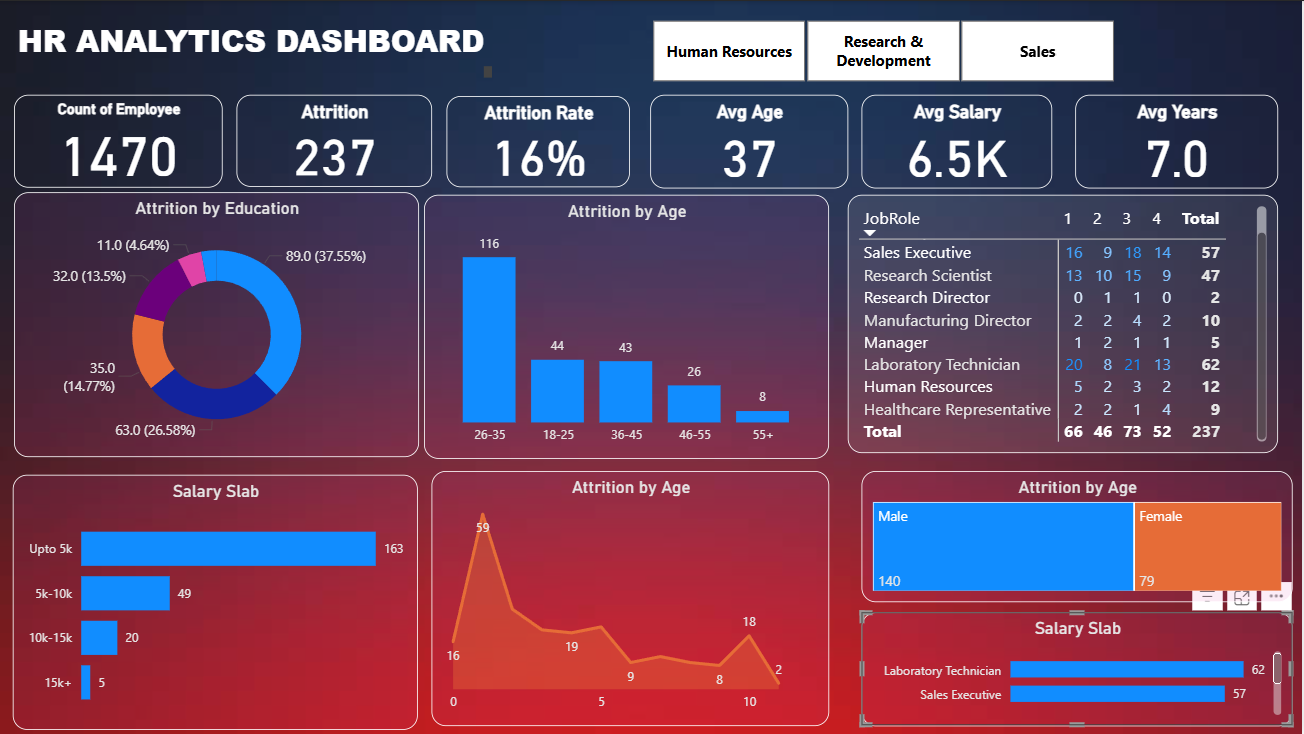 HR ANALYTICS DASHBOARD
Human Resources
Research &
Development
Sales
Count of Employee
1470
Attrition
237
Attrition Rate
16%
Avg Age
37
Avg Salary
6.5K
Avg Years
7.0
Attrition by Education
11.0 (4.64%)
89.0 (37.55%)
32.0 (13.5%)
35.0
(14.77%)
63.0 (26.58%)
Attrition by Age
116
44
43
26
8
26-35 18-25 36-45 46-55 55+
JobRole 1 2 3 4 Total
Sales Executive 16 9 18 14 57
Research Scientist 13 10 15 9 47
Research Director 0 1 1 0 2
Manufacturing Director 2 2 4 2 10
Manager 1 2 1 1 5
Laboratory Technician 20 8 21 13 62
Human Resources 5 2 3 2 12
Healthcare Representative 2 2 1 4 9
Total 66 46 73 52 237
Salary Slab
Upto 5k 163
5k-10k 49
10k-15k 20
15k+ 5
Attrition by Age
59
16
19
9
8
18
2
0 5 10
Attrition by Age
Male Female
140 79
Salary Slab
Laboratory Technician 62
Sales Executive 57